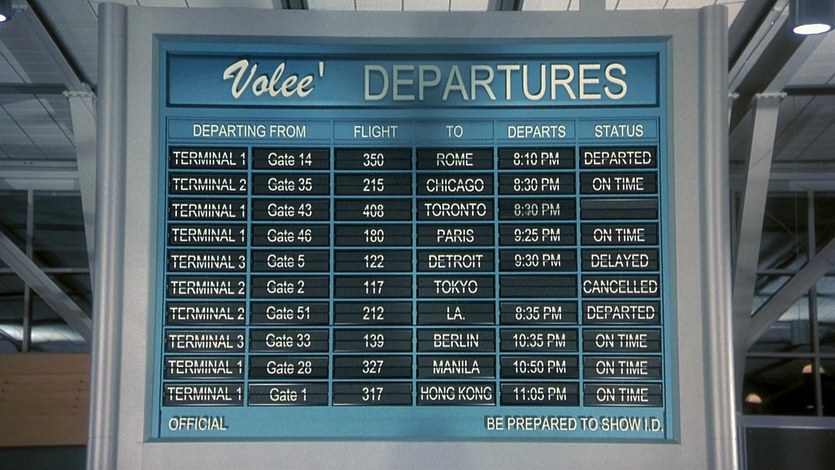 Volee' DEPARTURES
DEPARTING FROM FLIGHT TO DEPARTS STATUS
TERMINAL 1 Gate 14 350 ROME 8:10 PM DEPARTED
TERMINAL 2 Gate 35 215 CHICAGO 8:30 PM ON TIME
TERMINAL 1 Gate 43 408 TORONTO 8:30 PM
TERMINAL 1 Gate 46 180 PARIS 9:25 PM ON TIME
TERMINAL 3 Gate 5 122 DETROIT 9:30 PM DELAYED
TERMINAL 2 Gate 2 117 TOKYO CANCELLED
TERMINAL 2 Gate 51 212 LA. 8:35 PM DEPARTED
TERMINAL 3 Gate 33 139 BERLIN 10:35 PM ON TIME
TERMINAL 1 Gate 28 327 MANILA 10:50 PM ON TIME
TERMINAL 1 Gate 1 317 HONG KONG 11:05 PM ON TIME
OFFICIAL BE PREPARED TO SHOW I.D.